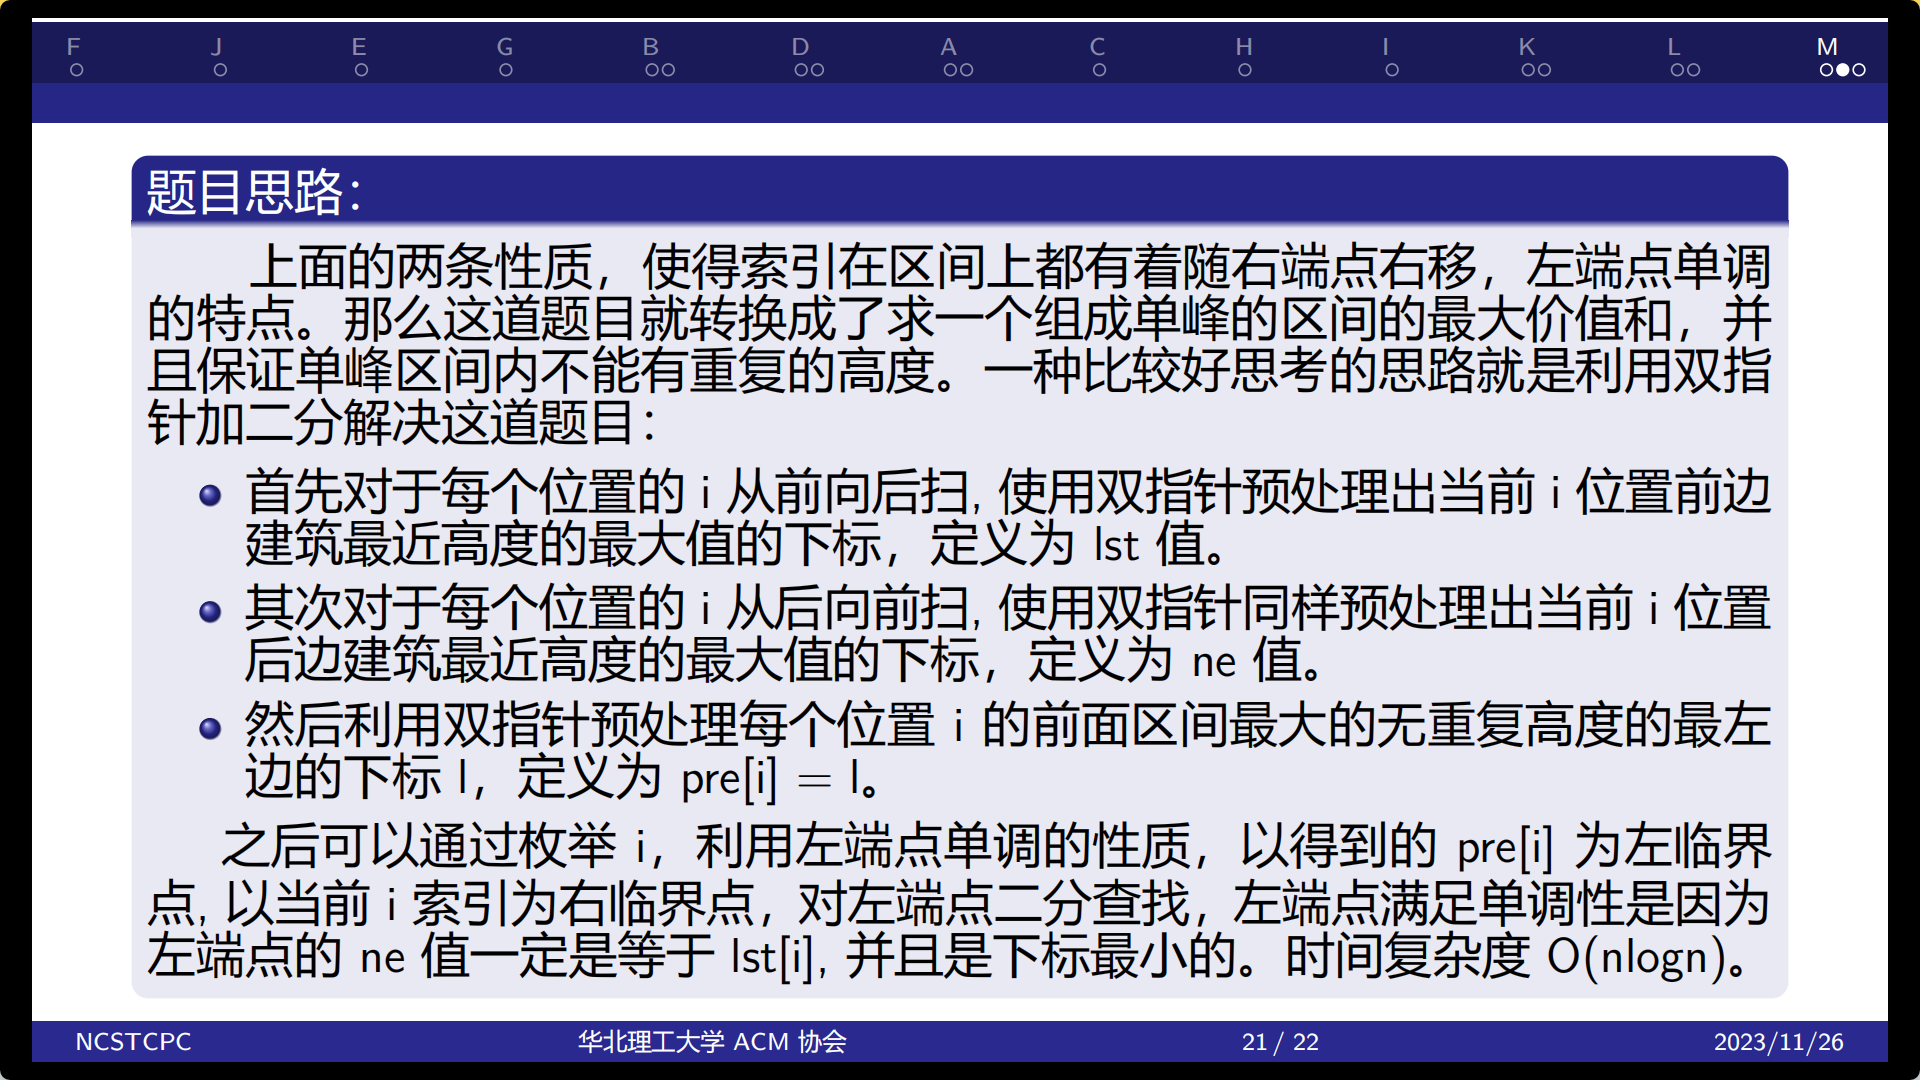 F J E G B D A C H I K L M
题目思路：
上面的两条性质，使得索引在区间上都有着随右端点右移，左端点单调
的特点。那么这道题目就转换成了求一个组成单峰的区间的最大价值和，并
且保证单峰区间内不能有重复的高度。一种比较好思考的思路就是利用双指
针加二分解决这道题目：
首先对于每个位置的 i 从前向后扫, 使用双指针预处理出当前 i 位置前边
建筑最近高度的最大值的下标，定义为 lst 值。
其次对于每个位置的 i 从后向前扫, 使用双指针同样预处理出当前 i 位置
后边建筑最近高度的最大值的下标，定义为 ne 值。
然后利用双指针预处理每个位置 i 的前面区间最大的无重复高度的最左
边的下标 l，定义为 pre[i] = l。
之后可以通过枚举 i，利用左端点单调的性质，以得到的 pre[i] 为左临界
点, 以当前 i 索引为右临界点，对左端点二分查找，左端点满足单调性是因为
左端点的 ne 值一定是等于 lst[i], 并且是下标最小的。时间复杂度 O(nlogn)。
NCSTCPC 华北理工大学 ACM 协会 21 / 22 2023/11/26